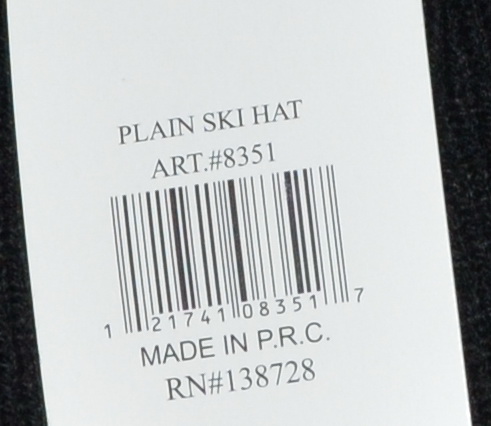 PLAIN SKI HAT
ART.#8351
1 21741 08351 7
MADE IN P.R.C.
RN#138728